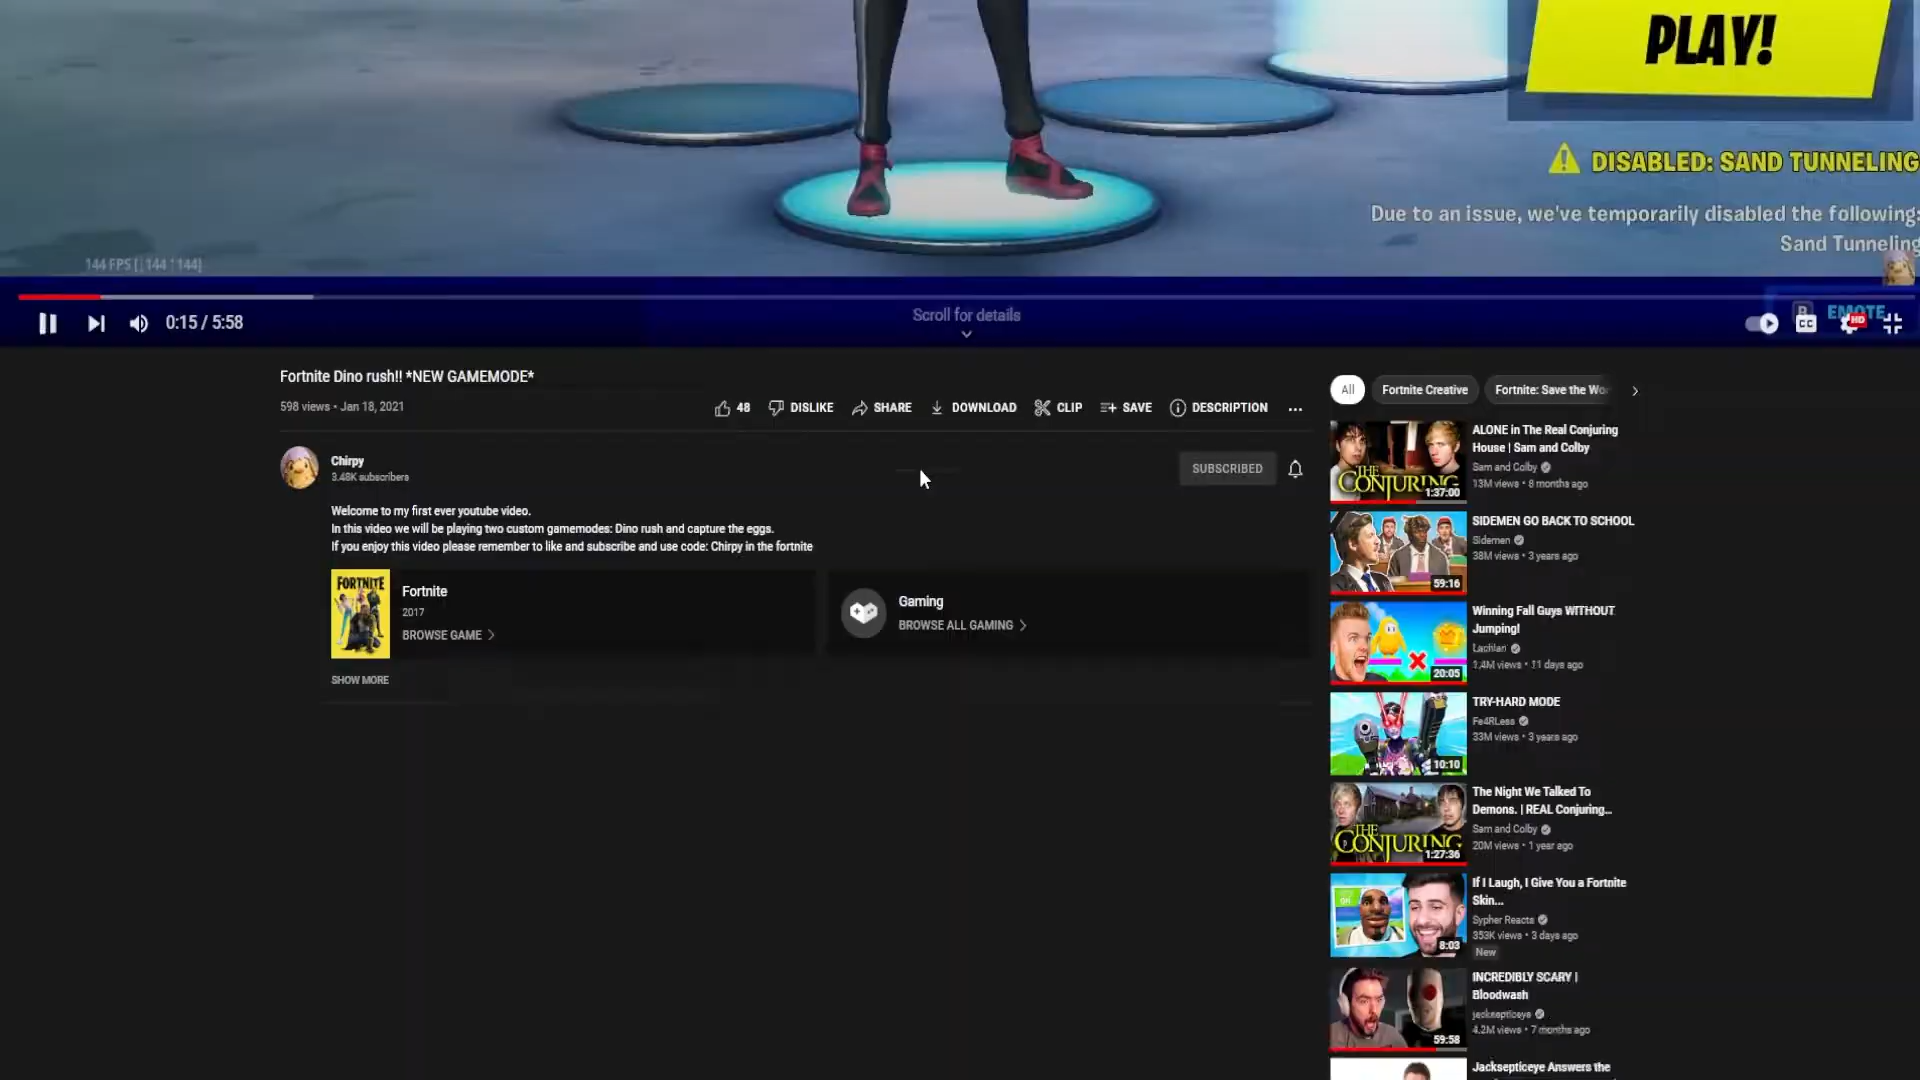 PLAY!
DISABLED: SAND TUNNELING
Due to an issue, we've temporarily disabled the following:
Sand Tunneling
144 FPS [ 144 144]
0:15 / 5:58
Scroll for details
EMOTE
CC
HD
Fortnite Dino rush!! *NEW GAMEMODE*
598 views • Jan 18, 2021
48
DISLIKE
SHARE
DOWNLOAD
CLIP
SAVE
DESCRIPTION
Chirpy
3.48K subscribers
SUBSCRIBED
Welcome to my first ever youtube video.
In this video we will be playing two custom gamemodes: Dino rush and capture the eggs.
If you enjoy this video please remember to like and subscribe and use code: Chirpy in the fortnite
FORTNITE
Fortnite
2017
BROWSE GAME
Gaming
BROWSE ALL GAMING
SHOW MORE
All
Fortnite Creative
Fortnite: Save the Wo
THE
CONJURING
1:37:00
ALONE in The Real Conjuring
House | Sam and Colby
Sam and Colby
13M views • 8 months ago
59:16
SIDEMEN GO BACK TO SCHOOL
Sidemen
38M views • 3 years ago
20:05
Winning Fall Guys WITHOUT
Jumping!
Lachlan
1.4M views • 11 days ago
10:10
TRY-HARD MODE
Fe4RLess
33M views • 3 years ago
THE
CONJURING
1:27:36
The Night We Talked To
Demons. | REAL Conjuring...
Sam and Colby
20M views • 1 year ago
8:03
If I Laugh, I Give You a Fortnite
Skin...
Sypher Reacts
353K views • 3 days ago
New
59:58
INCREDIBLY SCARY |
Bloodwash
jacksepticeye
4.2M views • 7 months ago
Jacksepticeye Answers the